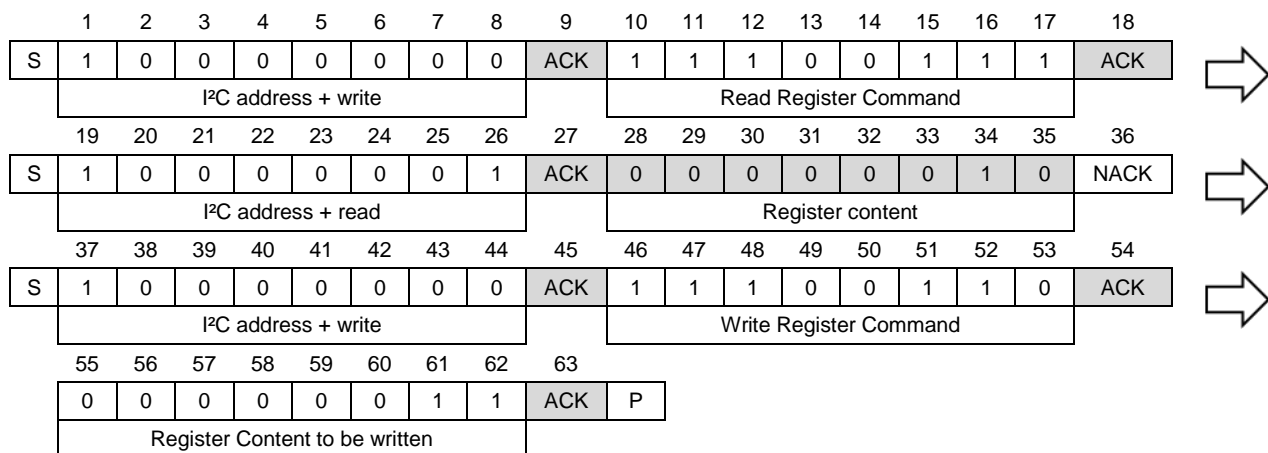 1 2 3 4 5 6 7 8 9 10 11 12 13 14 15 16 17 18
S 1 0 0 0 0 0 0 0 ACK 1 1 1 0 0 1 1 1 ACK
I²C address + write Read Register Command
19 20 21 22 23 24 25 26 27 28 29 30 31 32 33 34 35 36
S 1 0 0 0 0 0 0 1 ACK 0 0 0 0 0 0 1 0 NACK
I²C address + read Register content
37 38 39 40 41 42 43 44 45 46 47 48 49 50 51 52 53 54
S 1 0 0 0 0 0 0 0 ACK 1 1 1 0 0 1 1 0 ACK
I²C address + write Write Register Command
55 56 57 58 59 60 61 62 63
0 0 0 0 0 0 1 1 ACK P
Register Content to be written